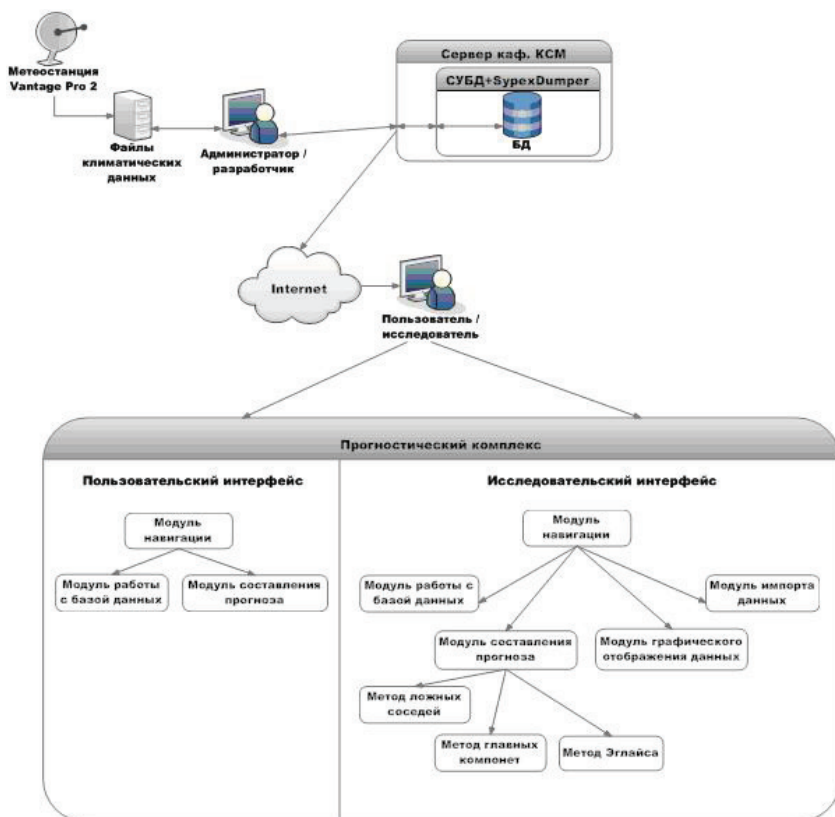 Метеостанция
Vantage Pro 2
Файлы
климатических
данных
Администратор /
разработчик
Сервер каф. КСМ
СУБД+SypexDumper
БД
Internet
Пользователь /
исследователь
Прогностический комплекс
Пользовательский интерфейс
Модуль
навигации
Модуль работы
с базой данных
Модуль составления
прогноза
Исследовательский интерфейс
Модуль
навигации
Модуль работы с
базой данных
Модуль импорта
данных
Модуль составления
прогноза
Модуль графического
отображения данных
Метод ложных
соседей
Метод главных
компонет
Метод Эглайса